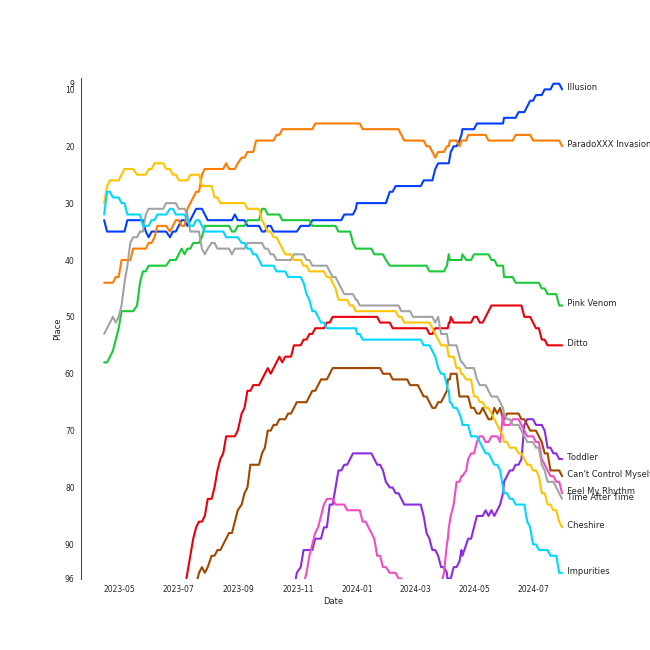 9
10
20
30
40
50
60
70
80
90
96
Place
2023-05
2023-07
2023-09
2023-11
2024-01
2024-03
2024-05
2024-07
Date
Illusion
ParadoXXX Invasion
Pink Venom
Ditto
Toddler
Can't Control Myself
Feel My Rhythm
Time After Time
Cheshire
Impurities